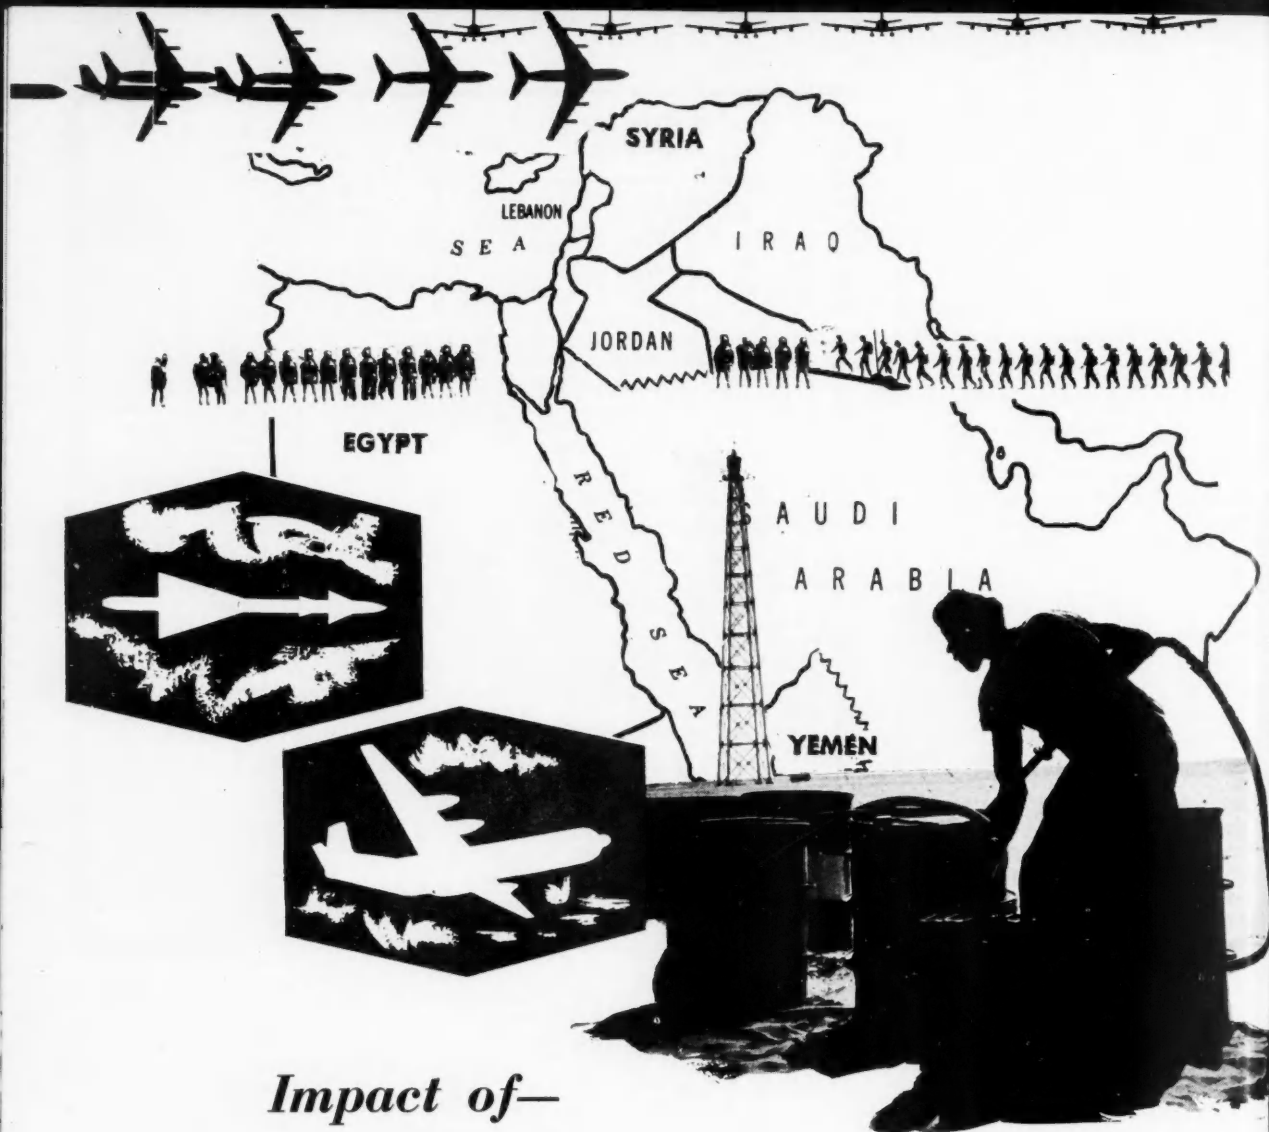 SYRIA
LEBANON
SEA
IRAQ
JORDAN
EGYPT
RED SEA
SAUDI
ARABIA
YEMEN
Impact of—